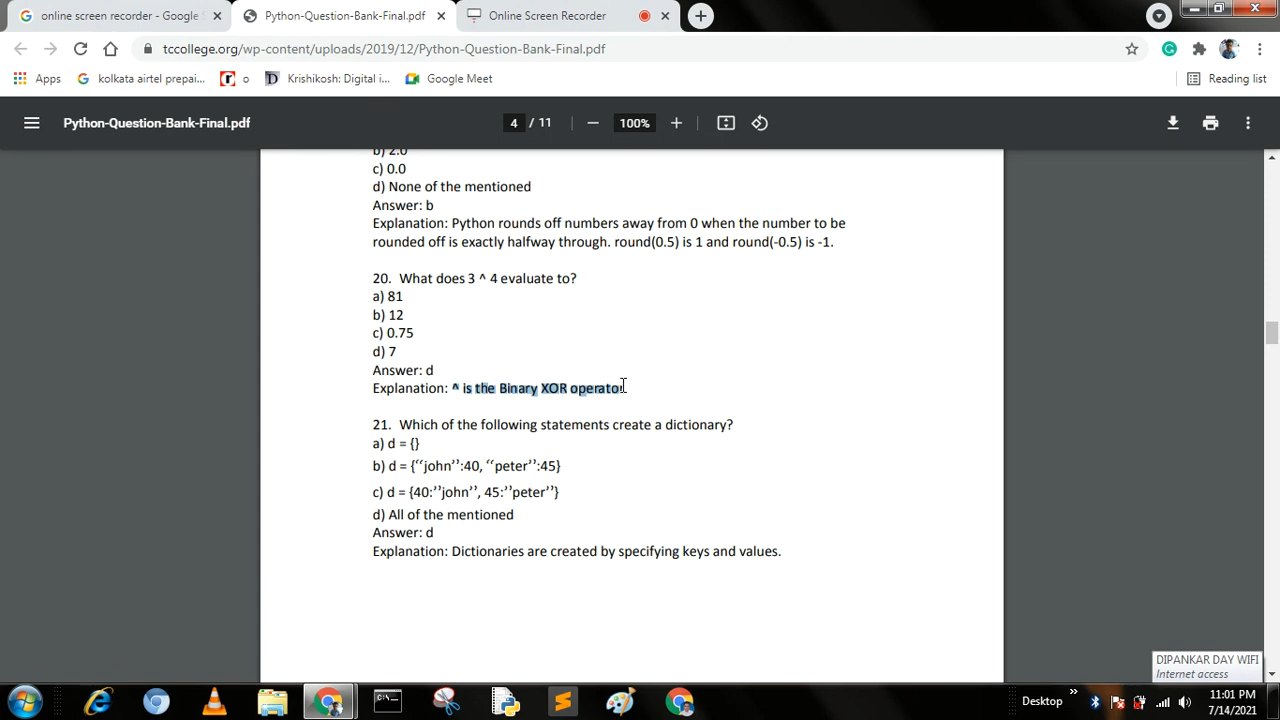 online screen recorder - Google S
Python-Question-Bank-Final.pdf
Online Screen Recorder
tccollege.org/wp-content/uploads/2019/12/Python-Question-Bank-Final.pdf
Apps
kolkata airtel prepai...
o
Krishikosh: Digital i...
Google Meet
Reading list
Python-Question-Bank-Final.pdf
4 / 11
100%
b) 2.0
c) 0.0
d) None of the mentioned
Answer: b
Explanation: Python rounds off numbers away from 0 when the number to be
rounded off is exactly halfway through. round(0.5) is 1 and round(-0.5) is -1.
20. What does 3 ^ 4 evaluate to?
a) 81
b) 12
c) 0.75
d) 7
Answer: d
Explanation: ^ is the Binary XOR operator.
21. Which of the following statements create a dictionary?
a) d = {}
b) d = {‘‘john’’:40, ‘‘peter’’:45}
c) d = {40:’’john’’, 45:’’peter’’}
d) All of the mentioned
Answer: d
Explanation: Dictionaries are created by specifying keys and values.
DIPANKAR DAY WIFI
Internet access
Desktop
11:01 PM
7/14/2021